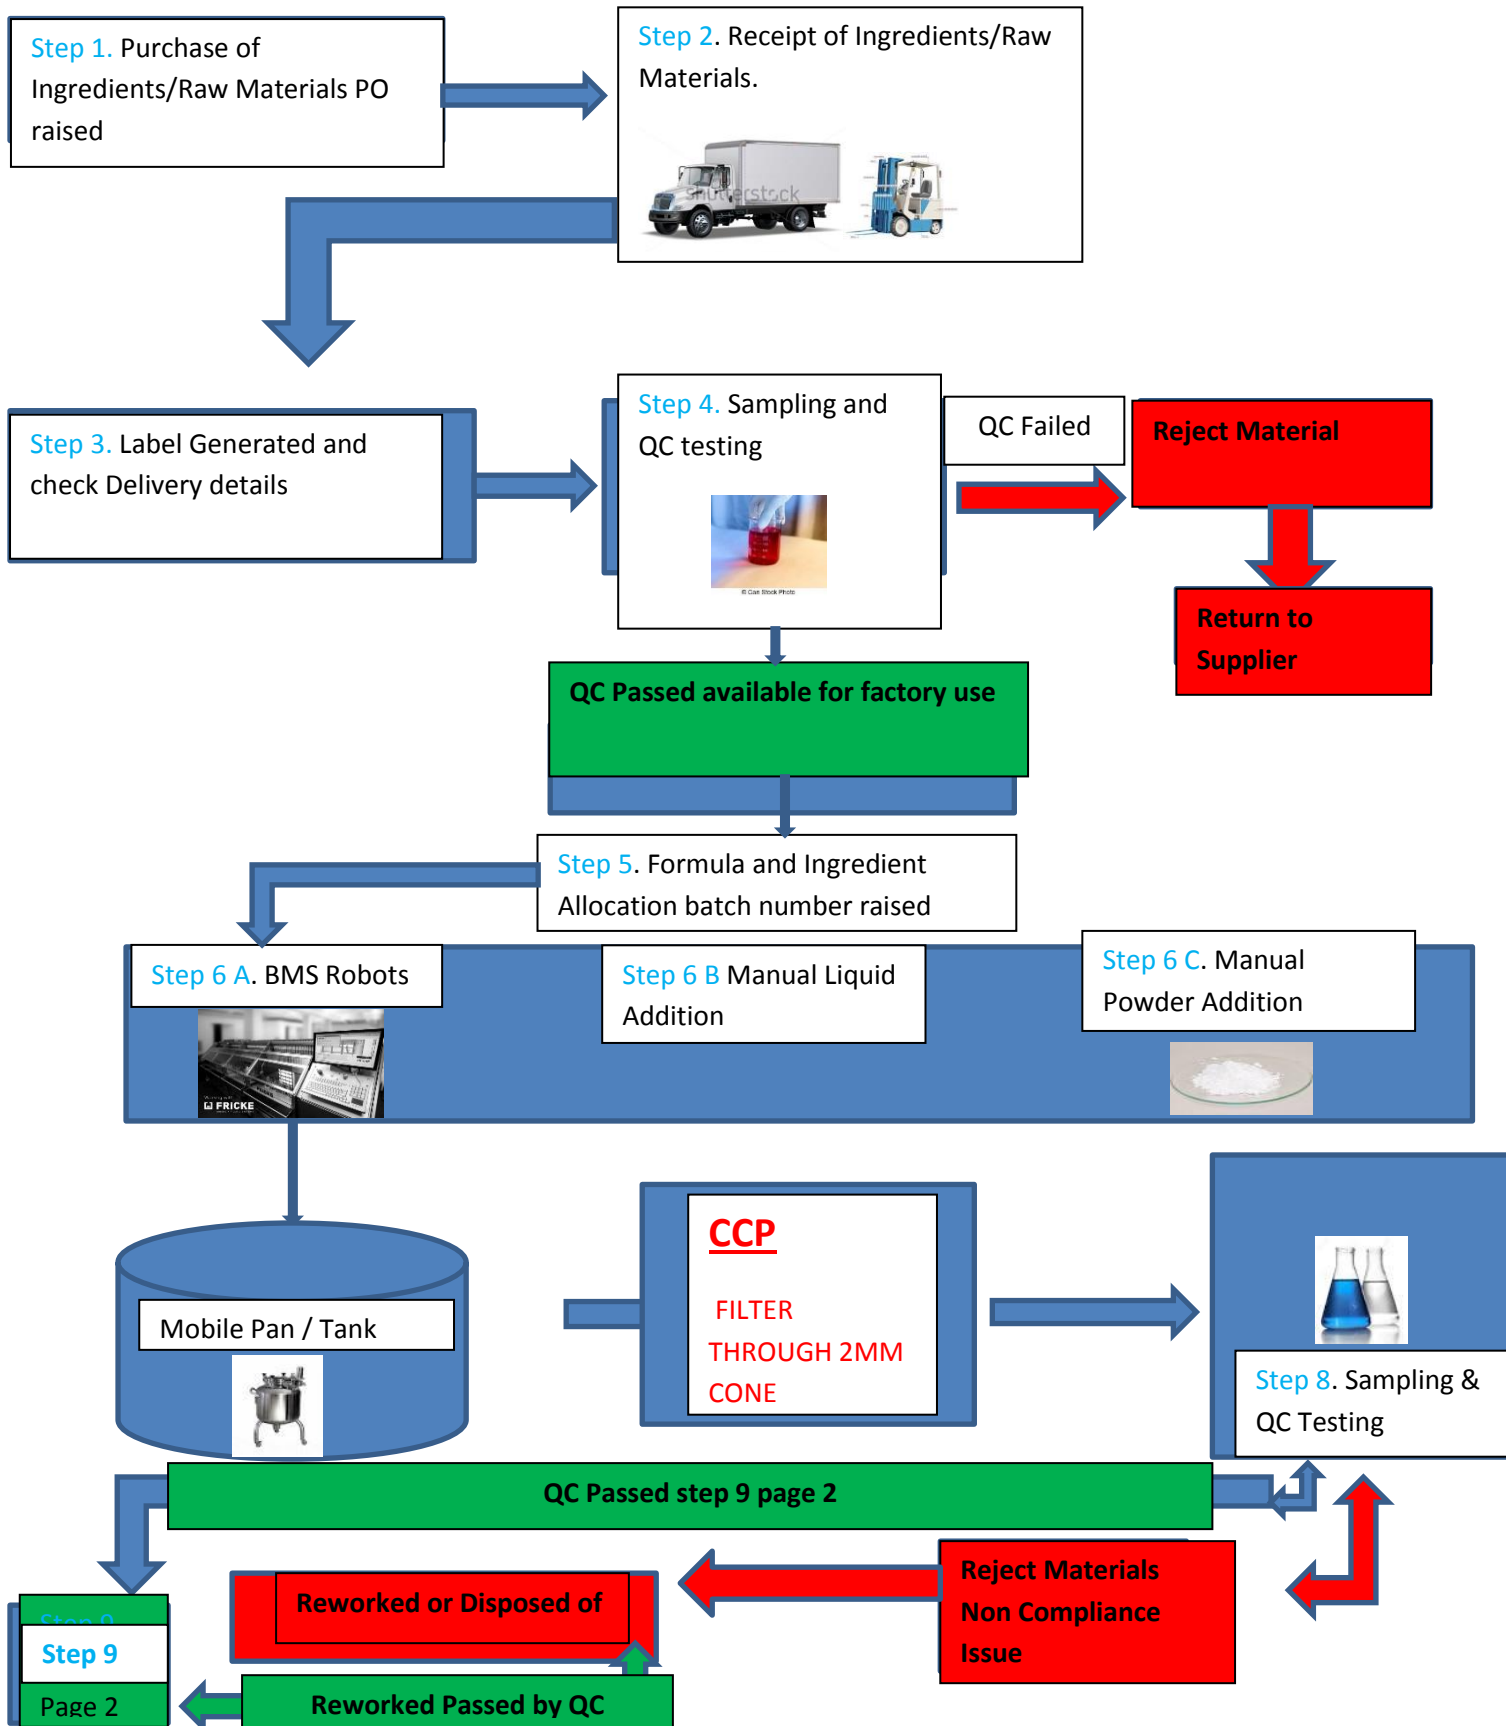 Step 1. Purchase of
Ingredients/Raw Materials PO
raised
Step 2. Receipt of Ingredients/Raw
Materials.
shutterstock
Step 3. Label Generated and
check Delivery details
Step 4. Sampling and
QC testing
© Can Stock Photo
QC Failed
Reject Material
Return to
Supplier
QC Passed available for factory use
Step 5. Formula and Ingredient
Allocation batch number raised
Step 6 A. BMS Robots
FRICKE
Step 6 B Manual Liquid
Addition
Step 6 C. Manual
Powder Addition
Mobile Pan / Tank
CCP
FILTER
THROUGH 2MM
CONE
Step 8. Sampling &
QC Testing
QC Passed step 9 page 2
Reject Materials
Non Compliance
Issue
Reworked or Disposed of
Step 9
Step 9
Page 2
Reworked Passed by QC